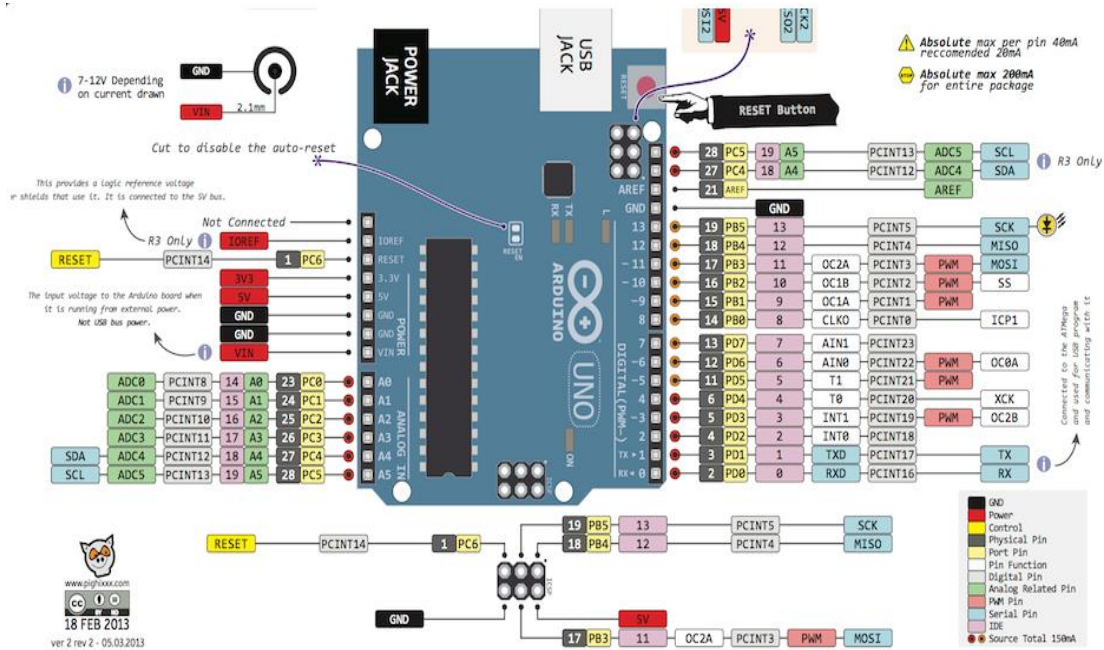 GND
VIN
2.1mm
7-12V Depending
on current drawn
POWER
JACK
USB
JACK
5V
RESET
RESET Button
Absolute max per pin 40mA
reccomended 20mA
STOP
Absolute max 200mA
for entire package
Cut to disable the auto-reset
This provides a logic reference voltage
shields that use it. It is connected to the 5V bus.
Not Connected
R3 Only IOREF
RESET PCINT14 1 PC6
3V3
5V
GND
GND
VIN
The input voltage to the Arduino board when
it is running from external power.
Not USB bus power.
ADC0 PCINT8 14 A0 23 PC0
ADC1 PCINT9 15 A1 24 PC1
ADC2 PCINT10 16 A2 25 PC2
ADC3 PCINT11 17 A3 26 PC3
SDA ADC4 PCINT12 18 A4 27 PC4
SCL ADC5 PCINT13 19 A5 28 PC5
IOREF
RESET
3.3V
5V
GND
GND
VIN
POWER
A0
A1
A2
A3
A4
A5
ANALOG IN
RESET
EN
RX
TX
L
ARDUINO
UNO
ON
ICSP
AREF
GND
13
12
~11
~10
~9
8
7
~6
~5
4
~3
2
TX 1
RX 0
DIGITAL(PWM~)
28 PC5 19 A5 PCINT13 ADC5 SCL R3 Only
27 PC4 18 A4 PCINT12 ADC4 SDA
21 AREF AREF
GND
19 PB5 13 PCINT5 SCK
18 PB4 12 PCINT4 MISO
17 PB3 11 OC2A PCINT3 PWM MOSI
16 PB2 10 OC1B PCINT2 PWM SS
15 PB1 9 OC1A PCINT1 PWM
14 PB0 8 CLKO PCINT0 ICP1
13 PD7 7 AIN1 PCINT23
12 PD6 6 AIN0 PCINT22 PWM OC0A
11 PD5 5 T1 PCINT21 PWM
6 PD4 4 T0 PCINT20 XCK
5 PD3 3 INT1 PCINT19 PWM OC2B
4 PD2 2 INT0 PCINT18
3 PD1 1 TXD PCINT17 TX
2 PD0 0 RXD PCINT16 RX
Connected to the ATMega
and used for USB program
and communicating with it
GND
Power
Control
Physical Pin
Port Pin
Pin Function
Digital Pin
Analog Related Pin
PWM Pin
Serial Pin
IDE
Source Total 150mA
RESET PCINT14 1 PC6
19 PB5 13 PCINT5 SCK
18 PB4 12 PCINT4 MISO
ICSP
GND
5V
17 PB3 11 OC2A PCINT3 PWM MOSI
www.pighixxx.com
cc BY ND
18 FEB 2013
ver 2 rev 2 - 05.03.2013